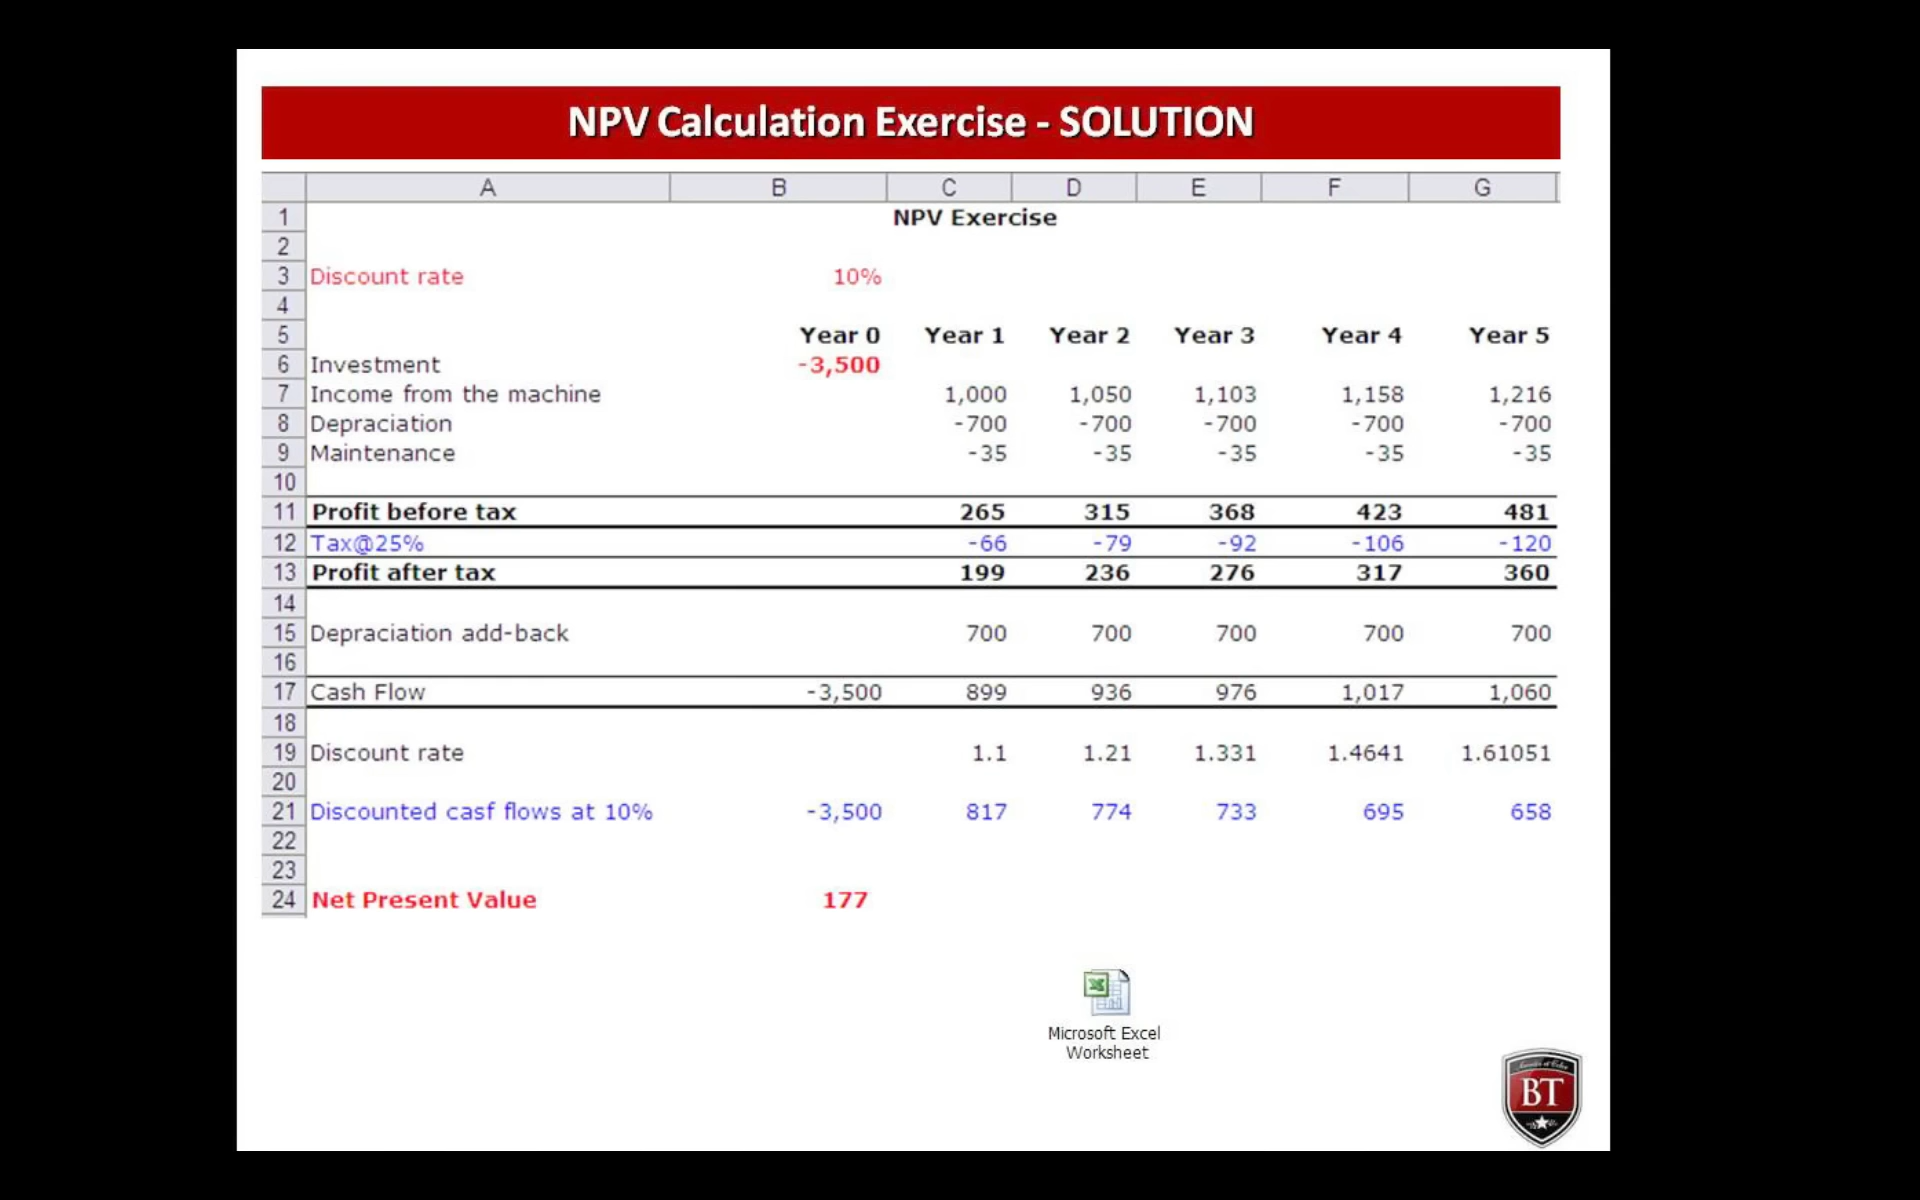 NPV Calculation Exercise - SOLUTION
A B C D E F G
1 NPV Exercise
2
3 Discount rate 10%
4
5 Year 0 Year 1 Year 2 Year 3 Year 4 Year 5
6 Investment -3,500
7 Income from the machine 1,000 1,050 1,103 1,158 1,216
8 Depraciation -700 -700 -700 -700 -700
9 Maintenance -35 -35 -35 -35 -35
10
11 Profit before tax 265 315 368 423 481
12 Tax@25% -66 -79 -92 -106 -120
13 Profit after tax 199 236 276 317 360
14
15 Depraciation add-back 700 700 700 700 700
16
17 Cash Flow -3,500 899 936 976 1,017 1,060
18
19 Discount rate 1.1 1.21 1.331 1.4641 1.61051
20
21 Discounted casf flows at 10% -3,500 817 774 733 695 658
22
23
24 Net Present Value 177
Microsoft Excel
Worksheet
BT